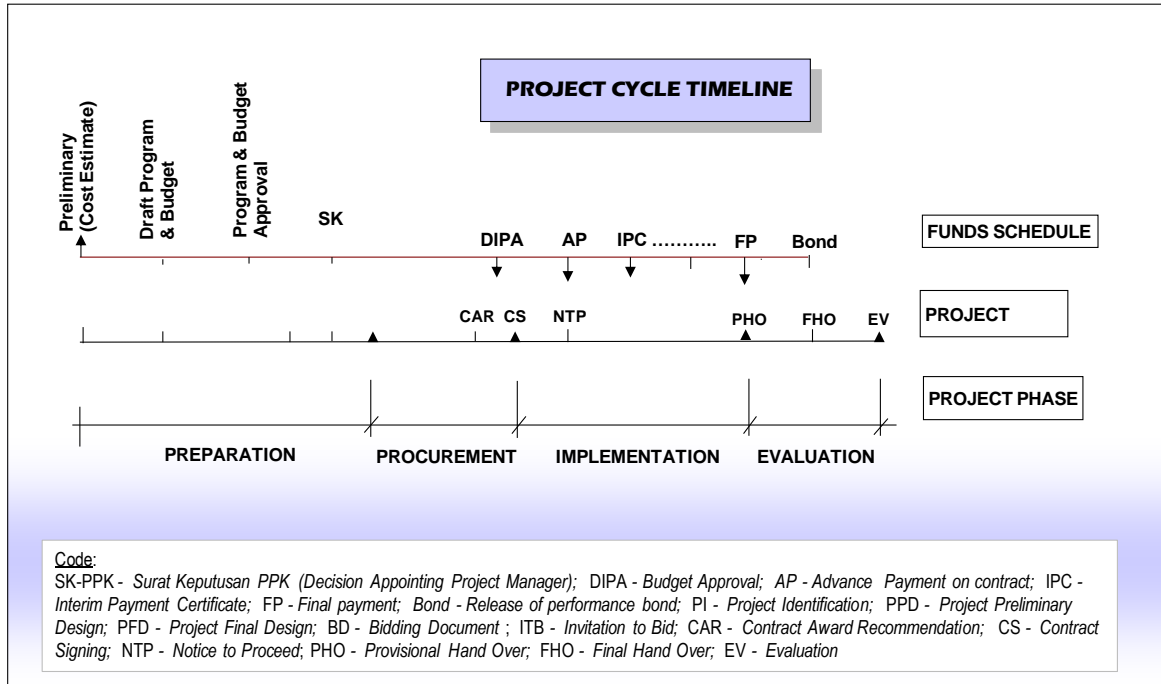 PROJECT CYCLE TIMELINE
Preliminary
(Cost Estimate)
Draft Program
& Budget
Program & Budget
Approval
SK
DIPA AP IPC ……….. FP Bond
FUNDS SCHEDULE
CAR CS NTP PHO FHO EV
PROJECT
PROJECT PHASE
PREPARATION PROCUREMENT IMPLEMENTATION EVALUATION
Code:
SK-PPK - Surat Keputusan PPK (Decision Appointing Project Manager); DIPA - Budget Approval; AP - Advance Payment on contract; IPC -
Interim Payment Certificate; FP - Final payment; Bond - Release of performance bond; PI - Project Identification; PPD - Project Preliminary
Design; PFD - Project Final Design; BD - Bidding Document ; ITB - Invitation to Bid; CAR - Contract Award Recommendation; CS - Contract
Signing; NTP - Notice to Proceed; PHO - Provisional Hand Over; FHO - Final Hand Over; EV - Evaluation